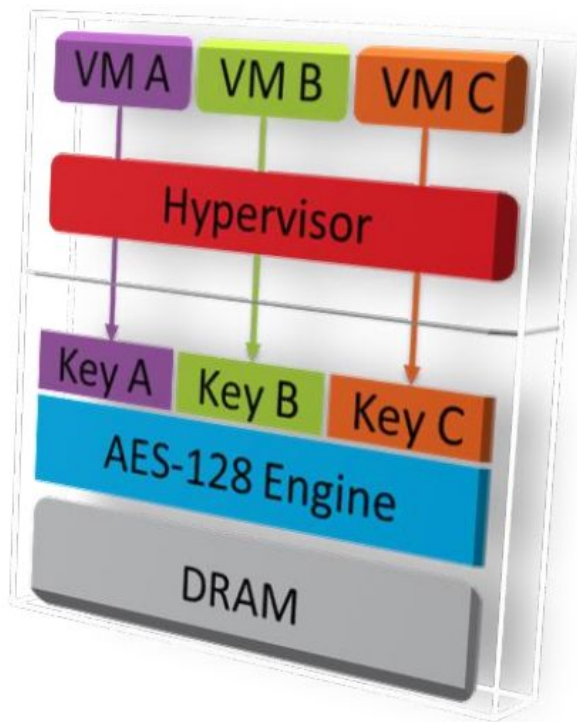 VM A
VM B
VM C
Hypervisor
Key A
Key B
Key C
AES-128 Engine
DRAM